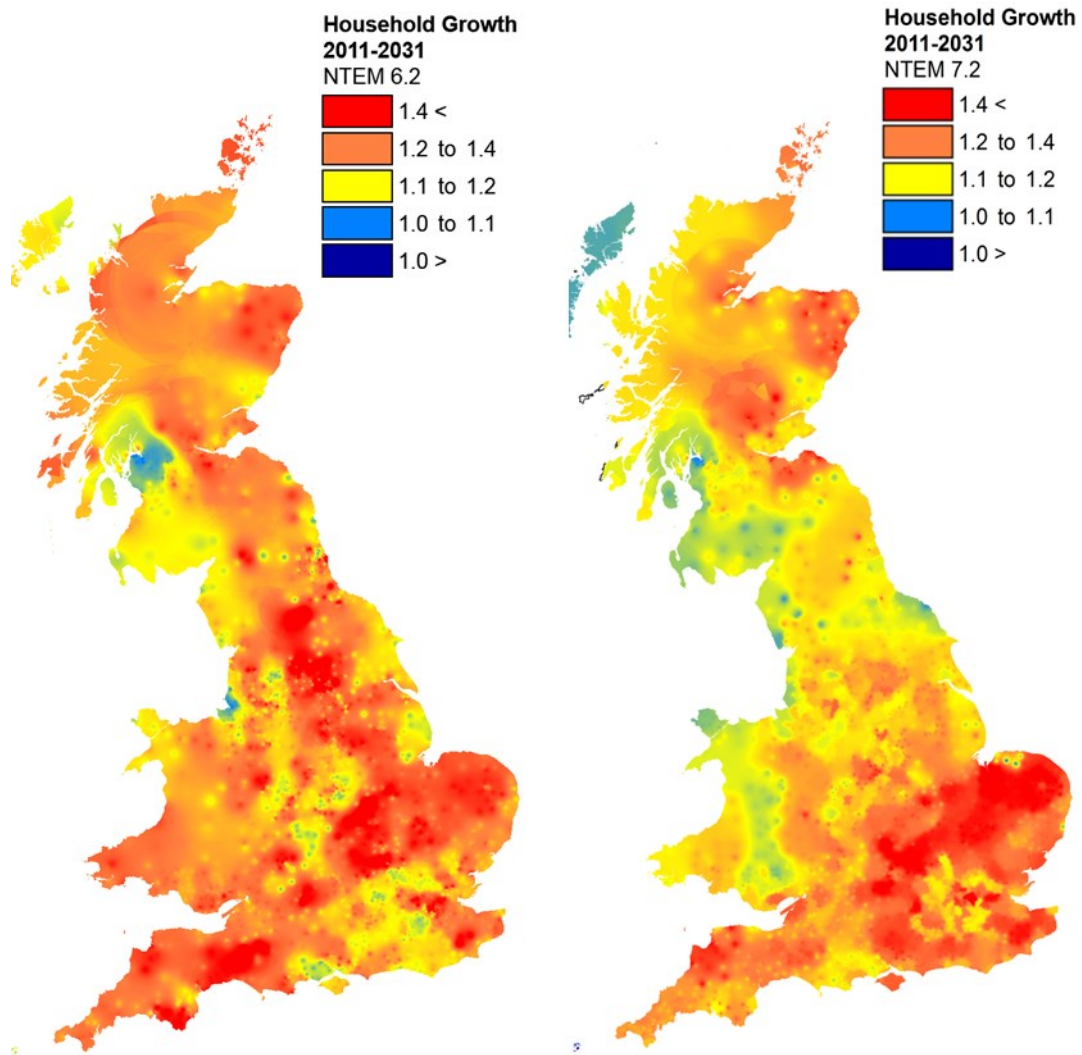 Household Growth
2011-2031
NTEM 6.2
1.4 <
1.2 to 1.4
1.1 to 1.2
1.0 to 1.1
1.0 >
Household Growth
2011-2031
NTEM 7.2
1.4 <
1.2 to 1.4
1.1 to 1.2
1.0 to 1.1
1.0 >